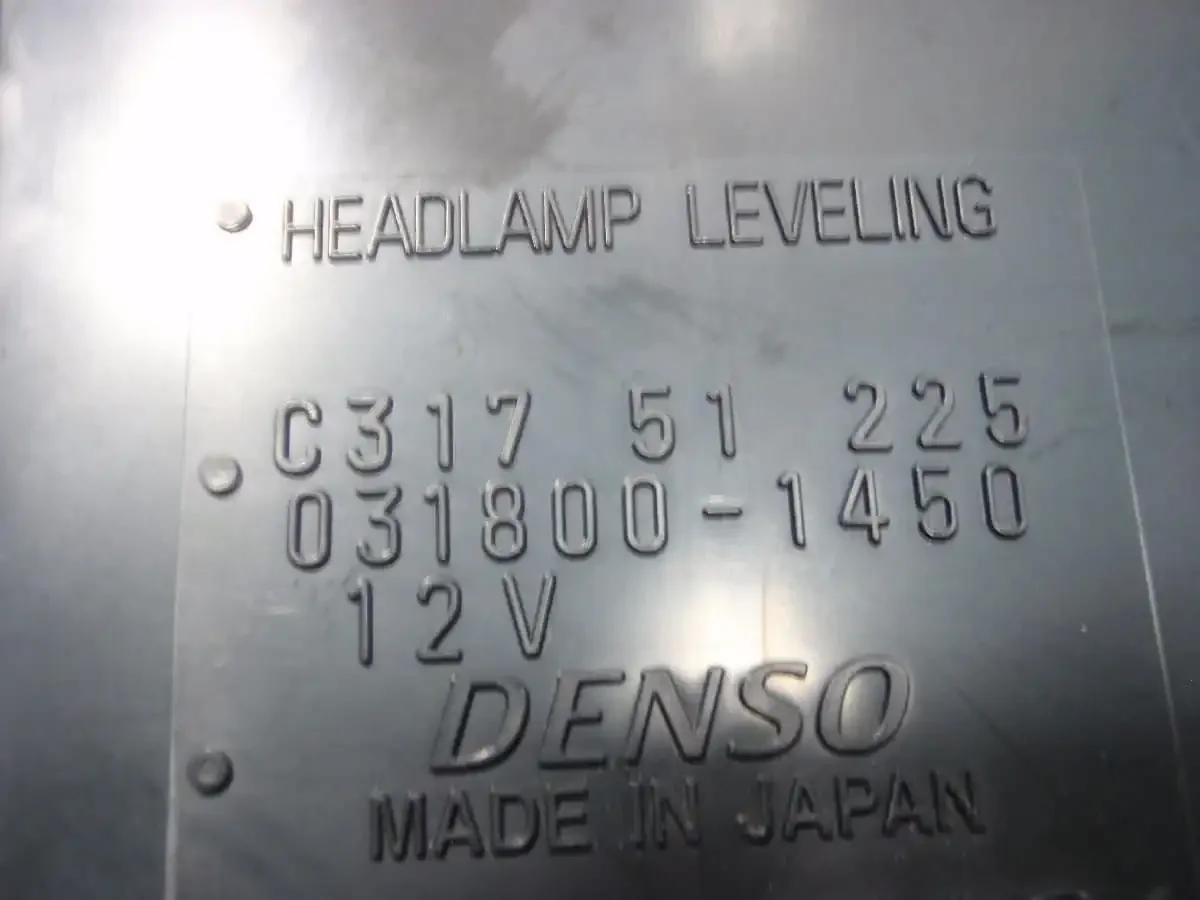 HEADLAMP LEVELING
C317 51 225
031800-1450
12V
DENSO
MADE IN JAPAN